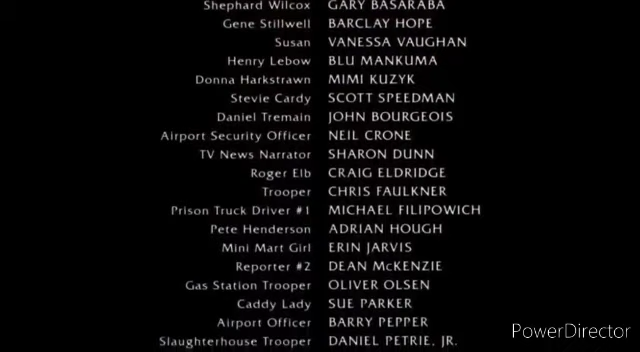 Shephard Wilcox GARY BASARABA
Gene Stillwell BARCLAY HOPE
Susan VANESSA VAUGHAN
Henry Lebow BLU MANKUMA
Donna Harkstrawn MIMI KUZYK
Stevie Cardy SCOTT SPEEDMAN
Daniel Tremain JOHN BOURGEOIS
Airport Security Officer NEIL CRONE
TV News Narrator SHARON DUNN
Roger Elb CRAIG ELDRIDGE
Trooper CHRIS FAULKNER
Prison Truck Driver #1 MICHAEL FILIPOWICH
Pete Henderson ADRIAN HOUGH
Mini Mart Girl ERIN JARVIS
Reporter #2 DEAN McKENZIE
Gas Station Trooper OLIVER OLSEN
Caddy Lady SUE PARKER
Airport Officer BARRY PEPPER
Slaughterhouse Trooper DANIEL PETRIE, JR.
PowerDirector